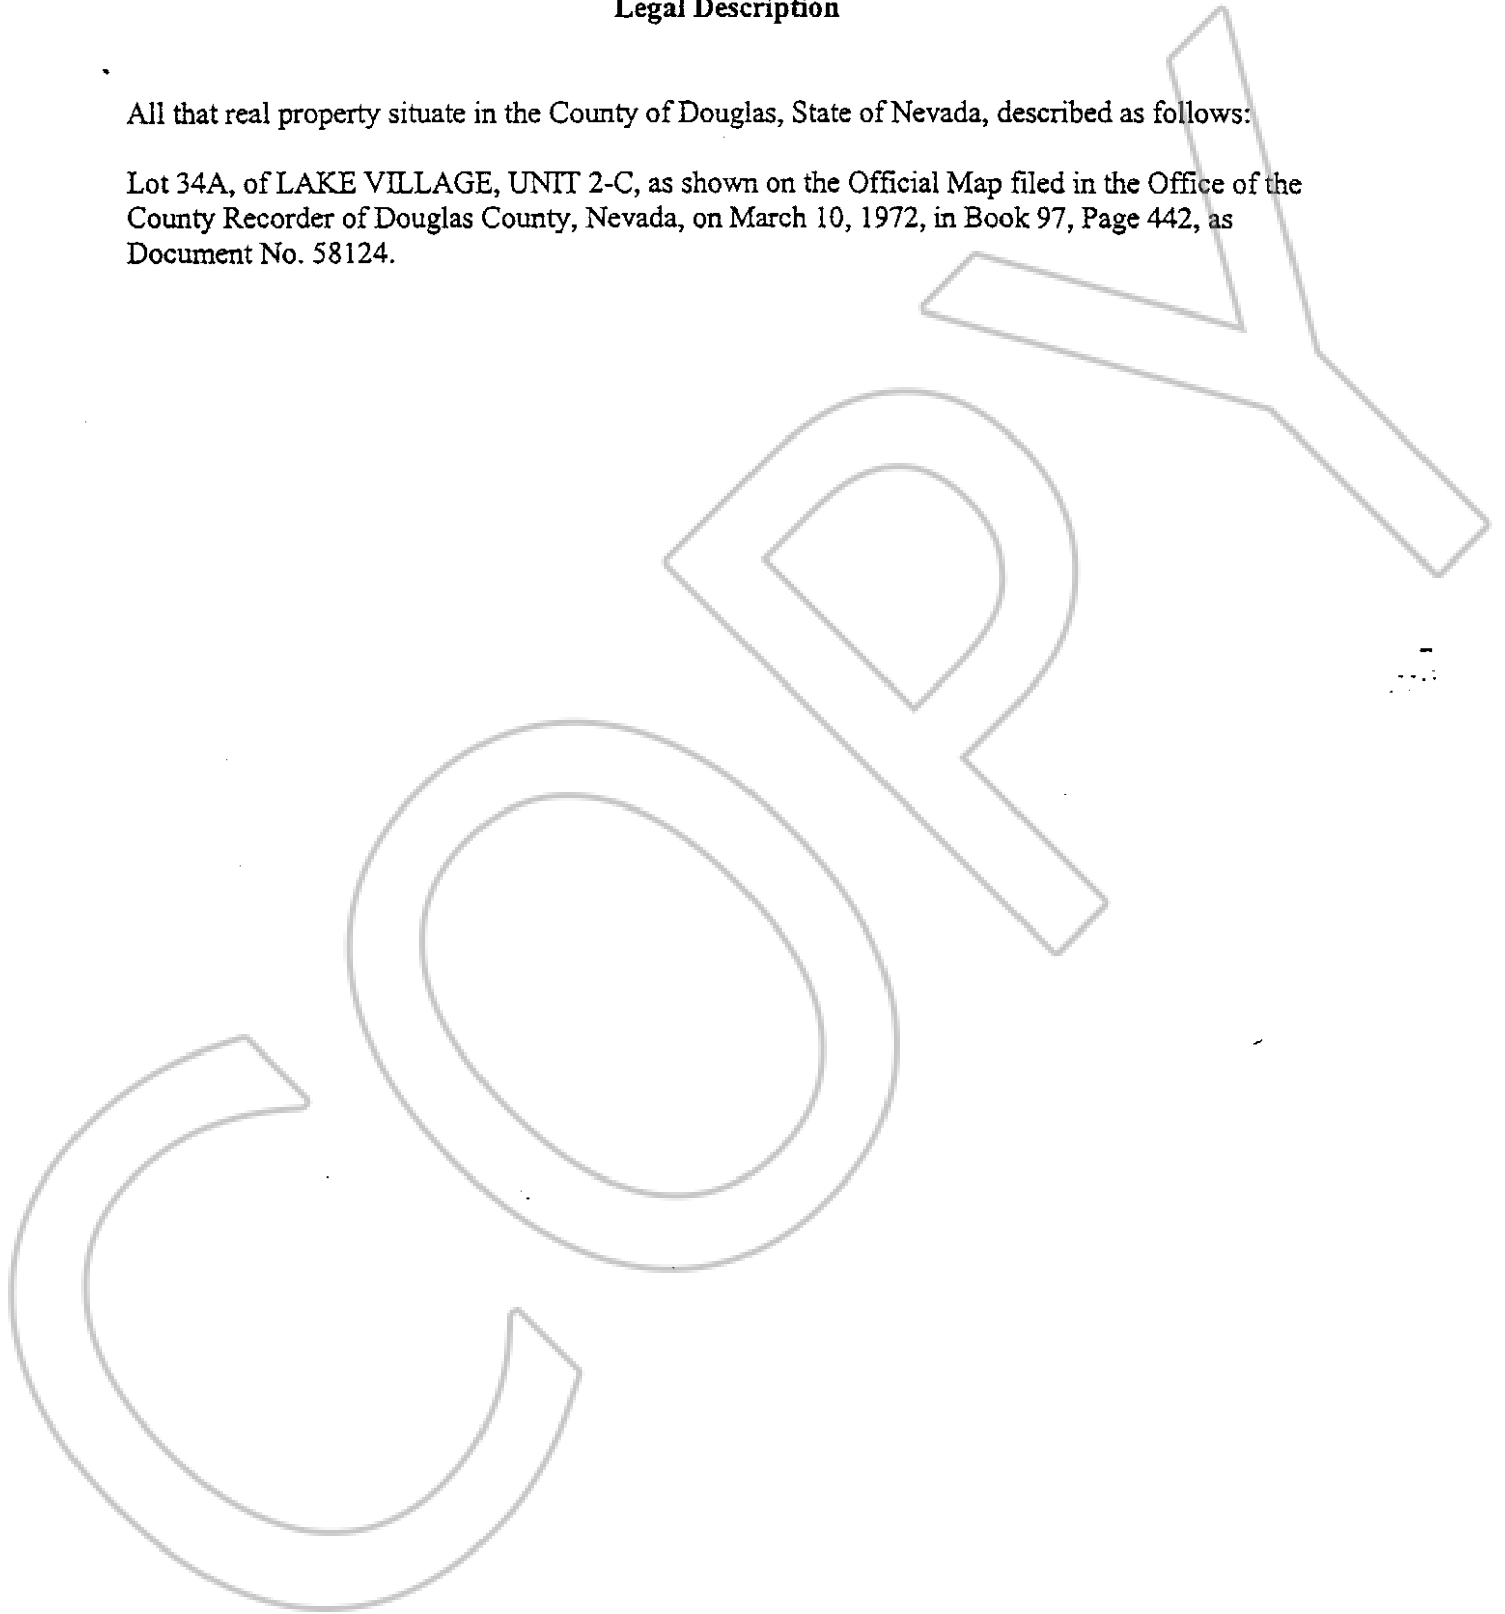 Legal Description
All that real property situate in the County of Douglas, State of Nevada, described as follows:
Lot 34A, of LAKE VILLAGE, UNIT 2-C, as shown on the Official Map filed in the Office of the
County Recorder of Douglas County, Nevada, on March 10, 1972, in Book 97, Page 442, as
Document No. 58124.
COPY